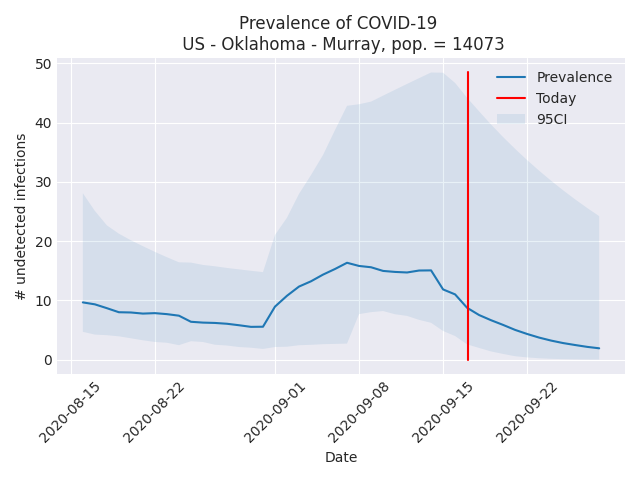 Prevalence of COVID-19
US - Oklahoma - Murray, pop. = 14073
Prevalence
Today
95CI
# undetected infections
50
40
30
20
10
0
2020-08-15
2020-08-22
2020-09-01
2020-09-08
2020-09-15
2020-09-22
Date